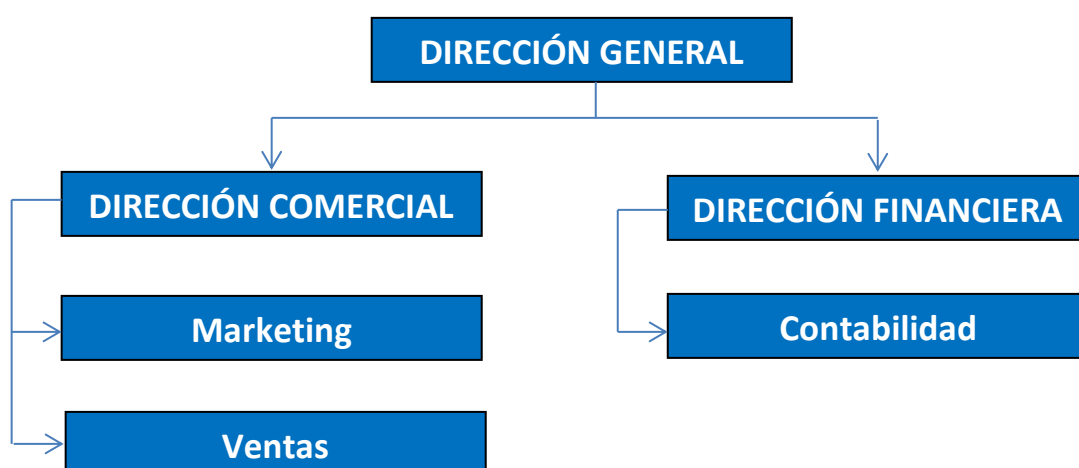 DIRECCIÓN GENERAL
DIRECCIÓN COMERCIAL
DIRECCIÓN FINANCIERA
Marketing
Contabilidad
Ventas